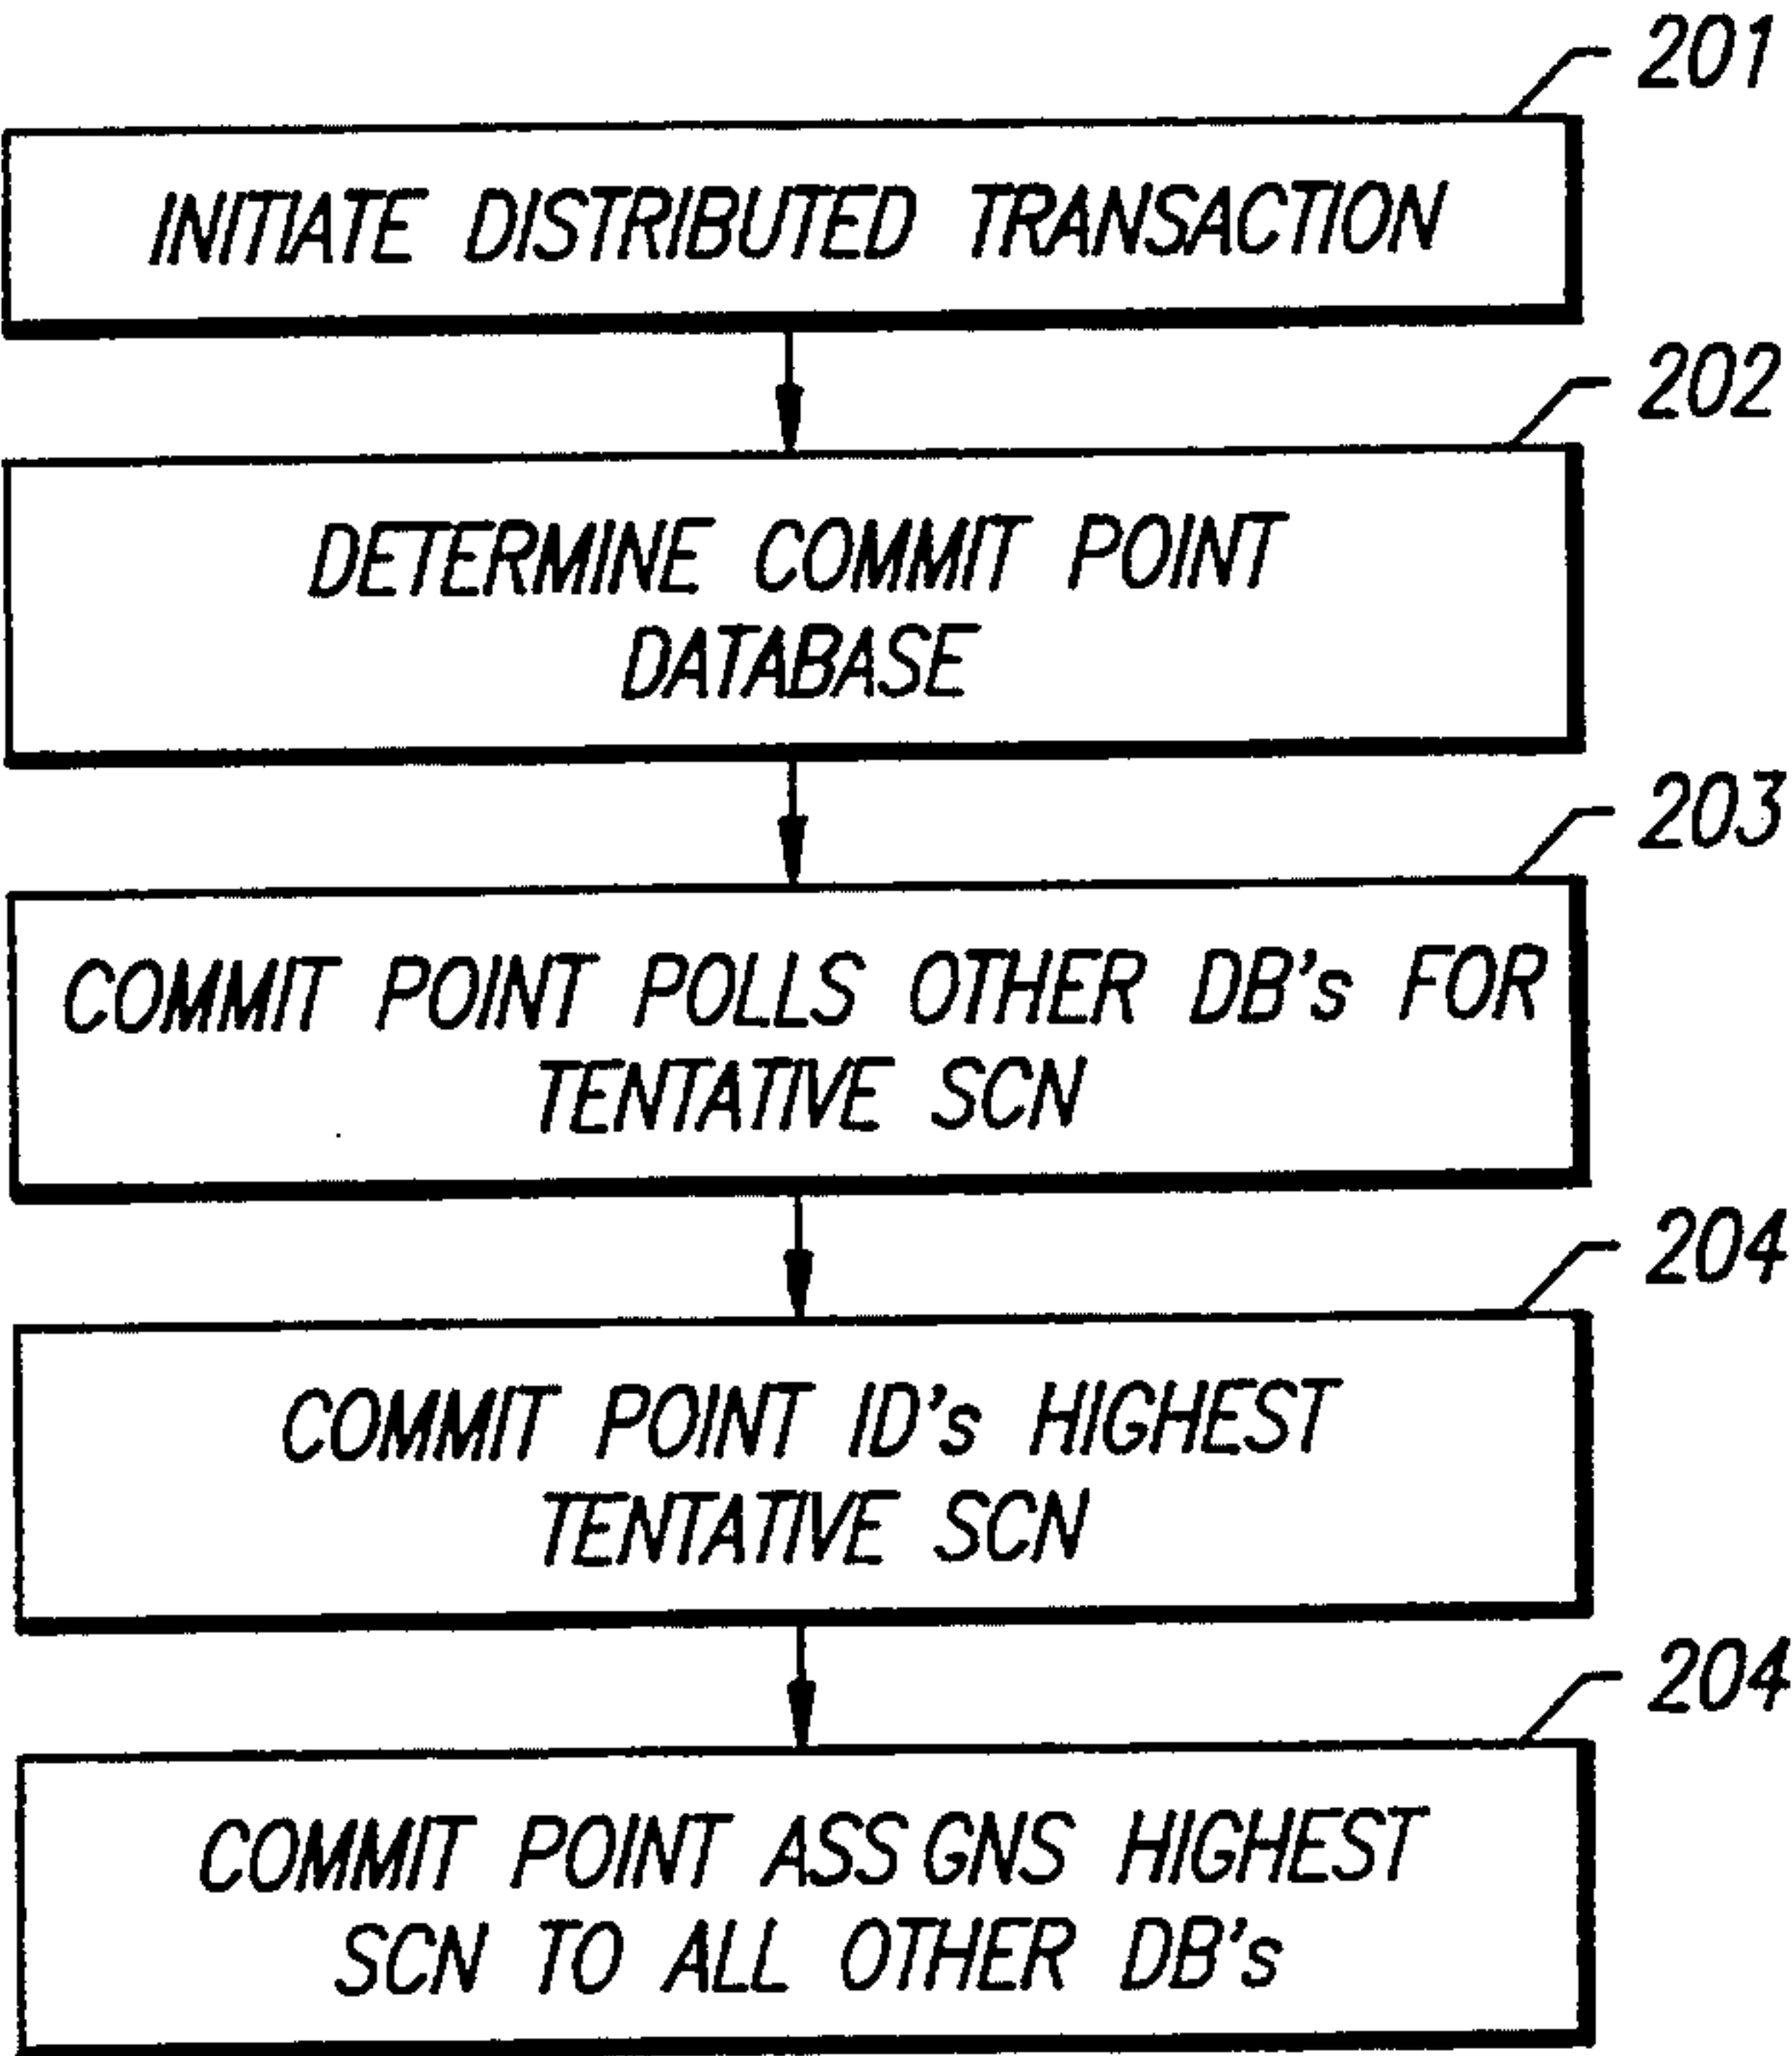 201
INITIATE DISTRIBUTED TRANSACTION
202
DETERMINE COMMIT POINT
DATABASE
203
COMMIT POINT POLLS OTHER DB's FOR
TENTATIVE SCN
204
COMMIT POINT ID's HIGHEST
TENTATIVE SCN
204
COMMIT POINT ASS GNS HIGHEST
SCN TO ALL OTHER DB's